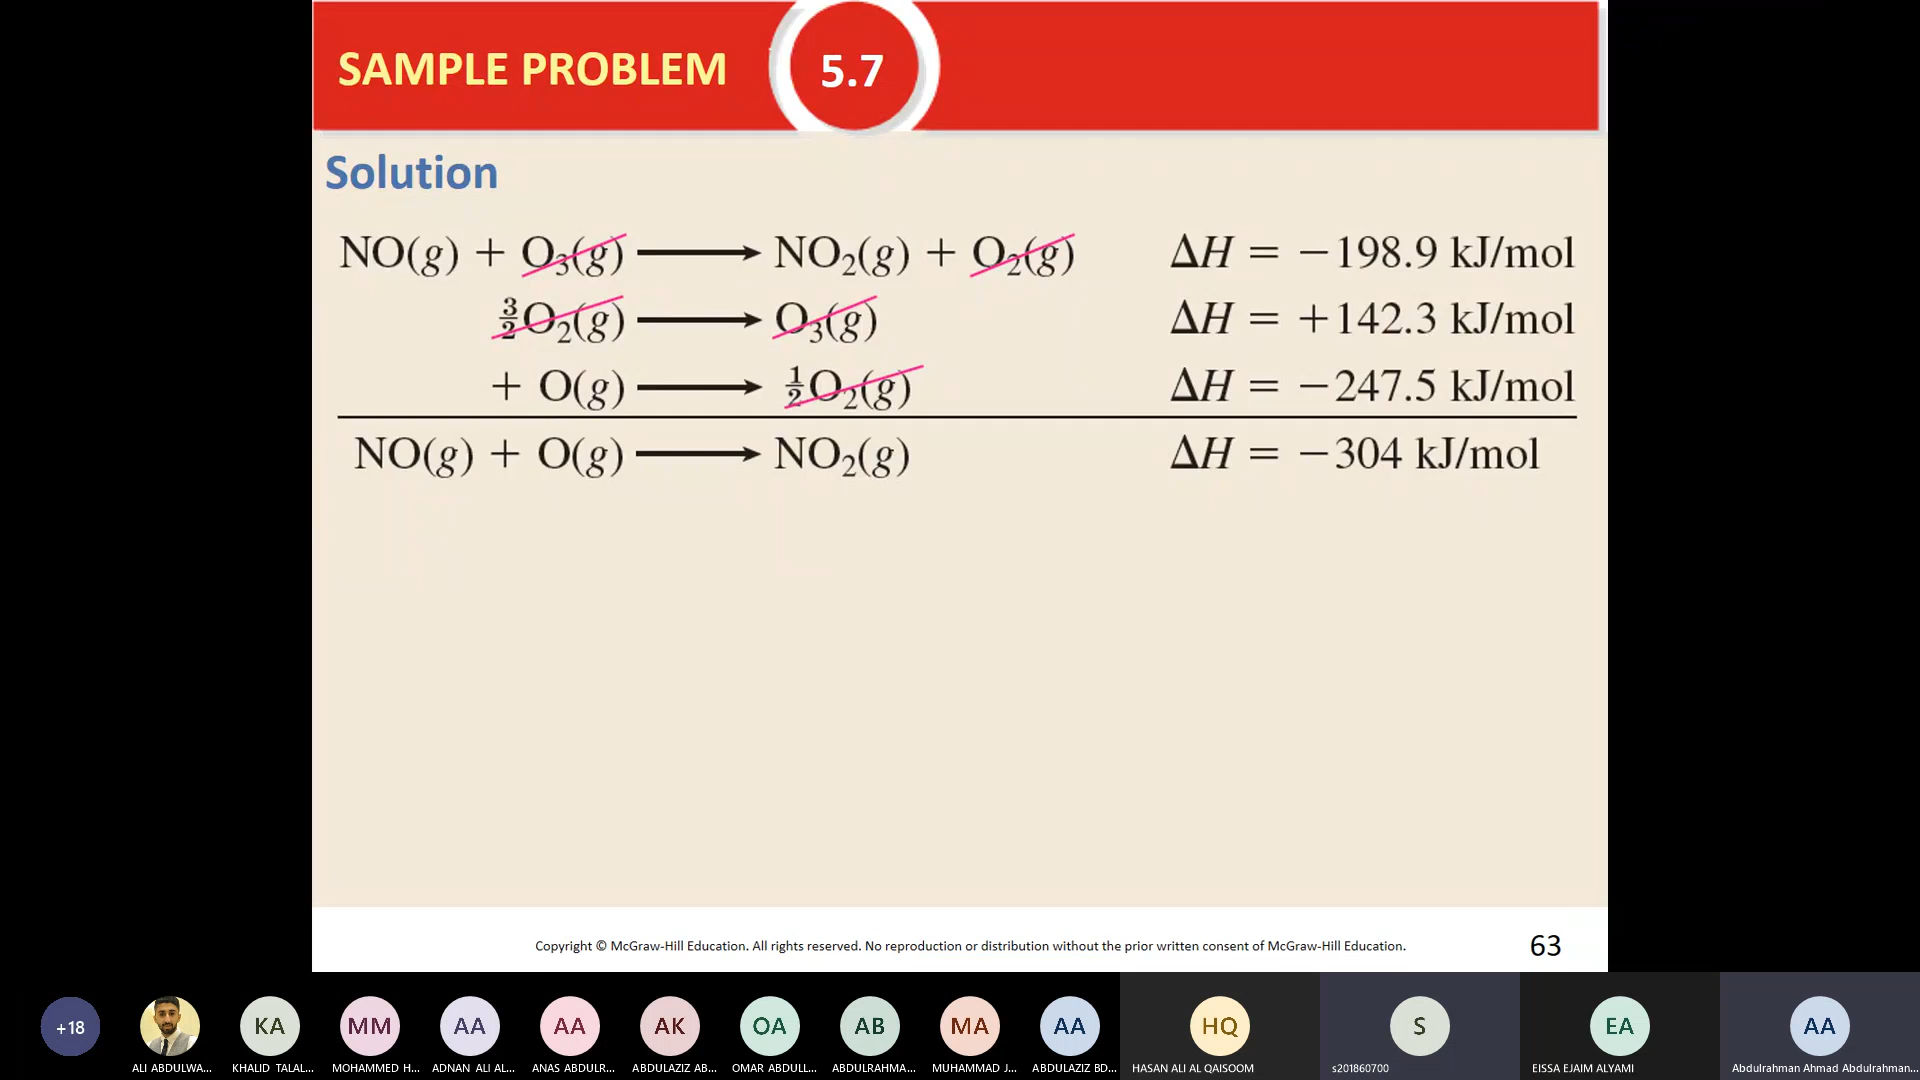 SAMPLE PROBLEM 5.7
Solution
NO(g) + O₃(g) ⟶ NO₂(g) + O₂(g) ΔH = −198.9 kJ/mol
3/2 O₂(g) ⟶ O₃(g) ΔH = +142.3 kJ/mol
+ O(g) ⟶ 1/2 O₂(g) ΔH = −247.5 kJ/mol
NO(g) + O(g) ⟶ NO₂(g) ΔH = −304 kJ/mol
Copyright © McGraw-Hill Education. All rights reserved. No reproduction or distribution without the prior written consent of McGraw-Hill Education. 63
+18 KA MM AA AA AK OA AB MA AA HQ S EA AA
ALI ABDULWA... KHALID TALAL... MOHAMMED H... ADNAN ALI AL... ANAS ABDULR... ABDULAZIZ AB... OMAR ABDULL... ABDULRAHMA... MUHAMMAD J... ABDULAZIZ BD... HASAN ALI AL QAISOOM s201860700 EISSA EJAIM ALYAMI Abdulrahman Ahmad Abdulrahman...